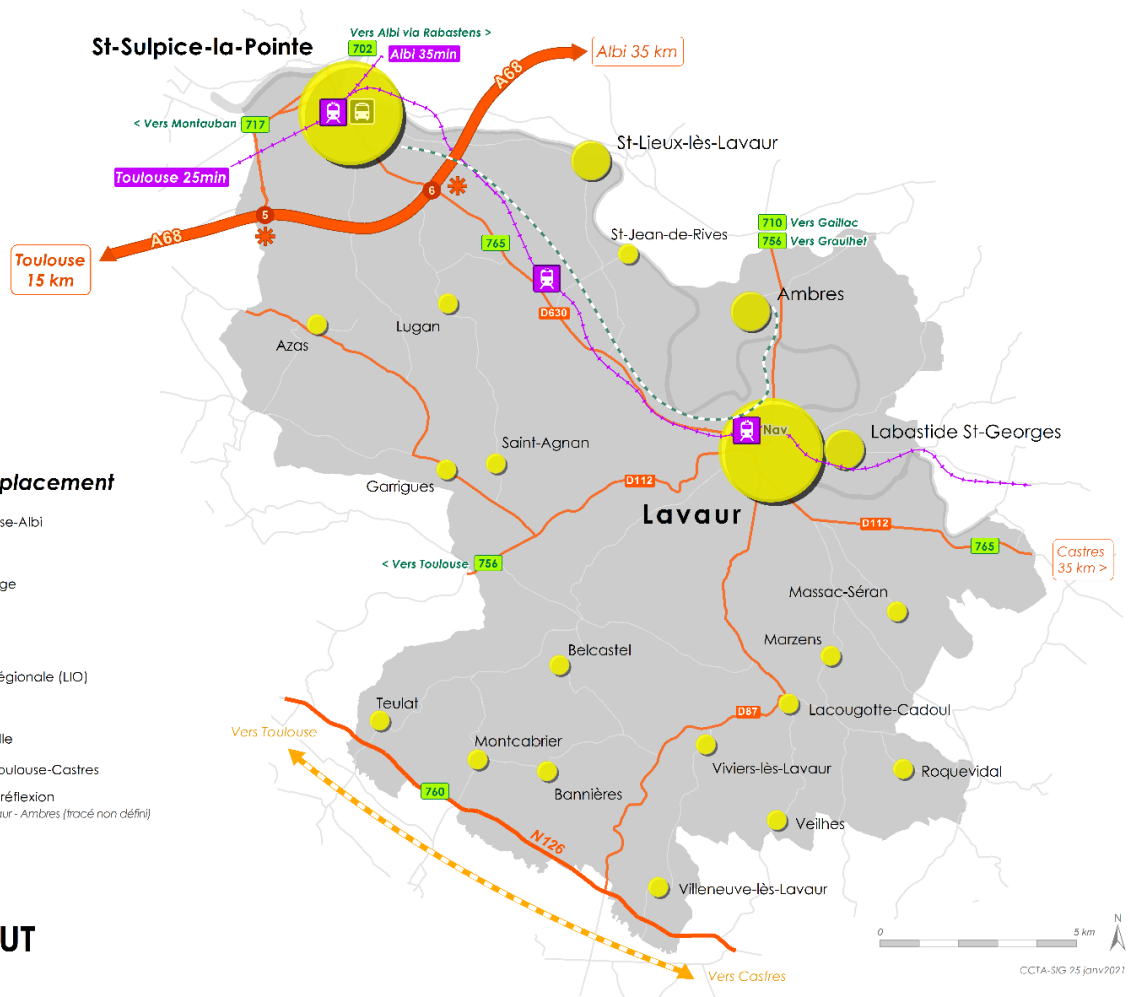 Vers Albi via Rabastens >
St-Sulpice-la-Pointe
702
Albi 35min
Albi 35 km
A68
< Vers Montauban
717
St-Lieux-lès-Lavaur
Toulouse 25min
6
5
A68
710
Vers Gaillac
St-Jean-de-Rives
756
Vers Graulhet
765
Toulouse
15 km
Ambres
D630
Lugan
Azas
Nav
Labastide St-Georges
Saint-Agnan
placement
Garrigues
D112
Lavaur
se-Albi
D112
765
Castres
35 km >
< Vers Toulouse
756
ge
Massac-Séran
Marzens
Belcastel
égionale (LIO)
Teulat
Lacougotte-Cadoul
D87
Vers Toulouse
lle
Montcabrier
Viviers-lès-Lavaur
oulouse-Castres
Roquevidal
760
Bannières
réflexion
ur - Ambres (tracé non défini)
Veilhes
N126
Villeneuve-lès-Lavaur
UT
N
0
5 km
Vers Castres
CCTA-SIG 25 janv2021